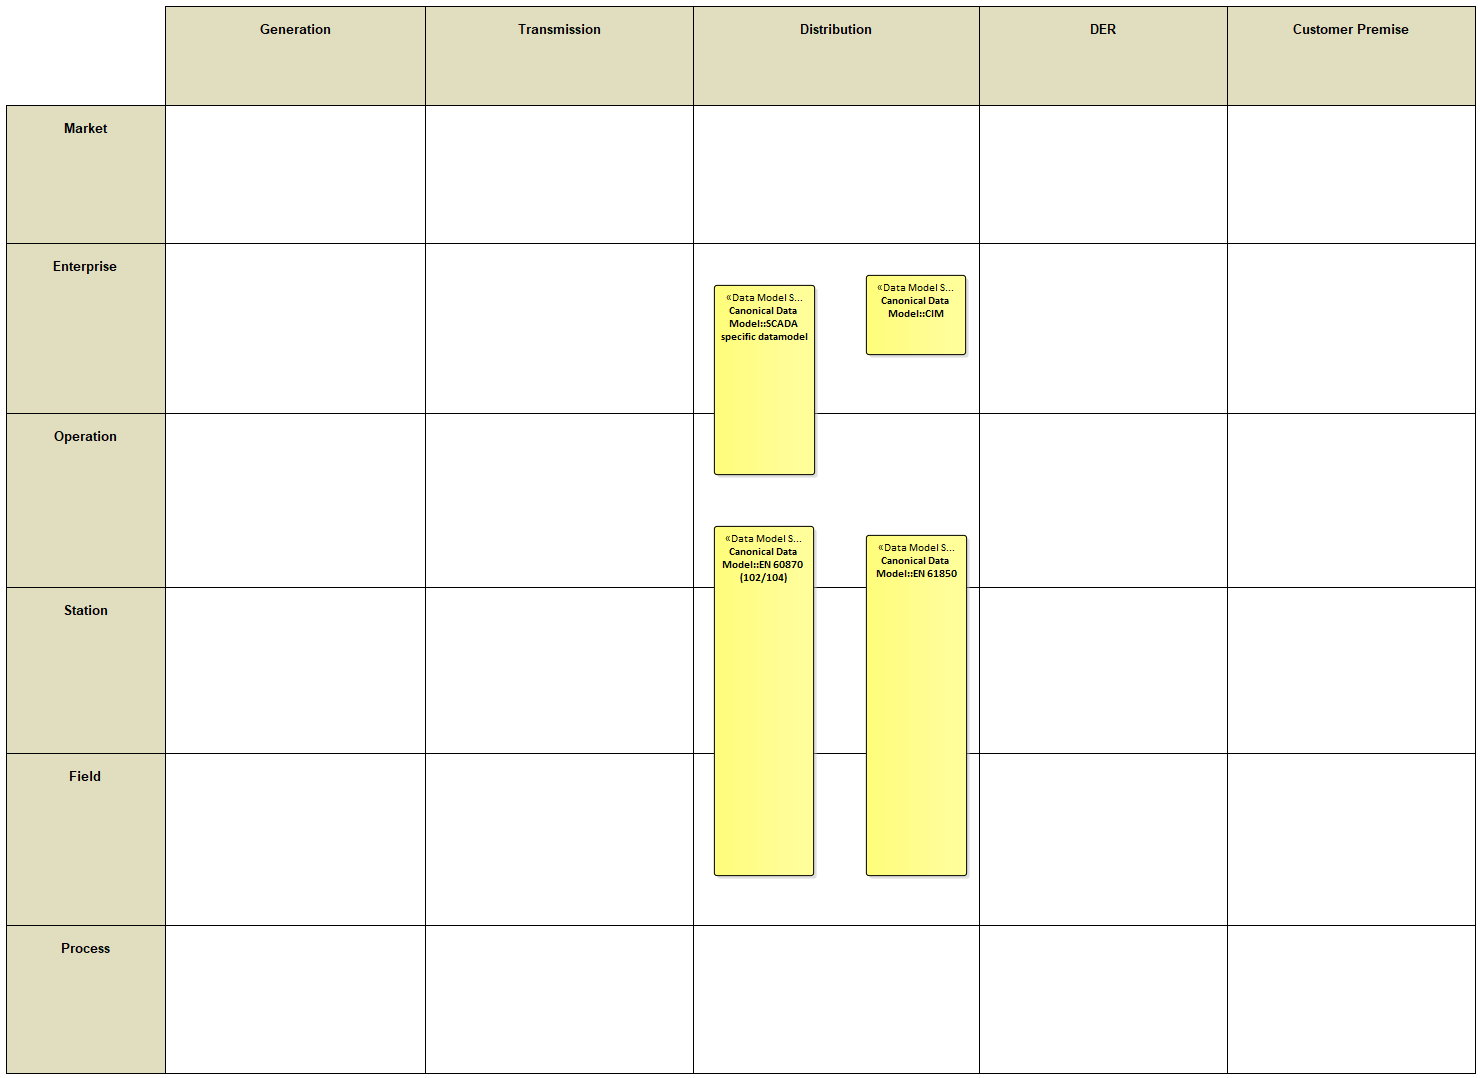 Generation
Transmission
Distribution
DER
Customer Premise
Market
Enterprise
«Data Model S...
Canonical Data
Model::SCADA
specific datamodel
«Data Model S...
Canonical Data
Model::CIM
Operation
«Data Model S...
Canonical Data
Model::EN 60870
(102/104)
«Data Model S...
Canonical Data
Model::EN 61850
Station
Field
Process